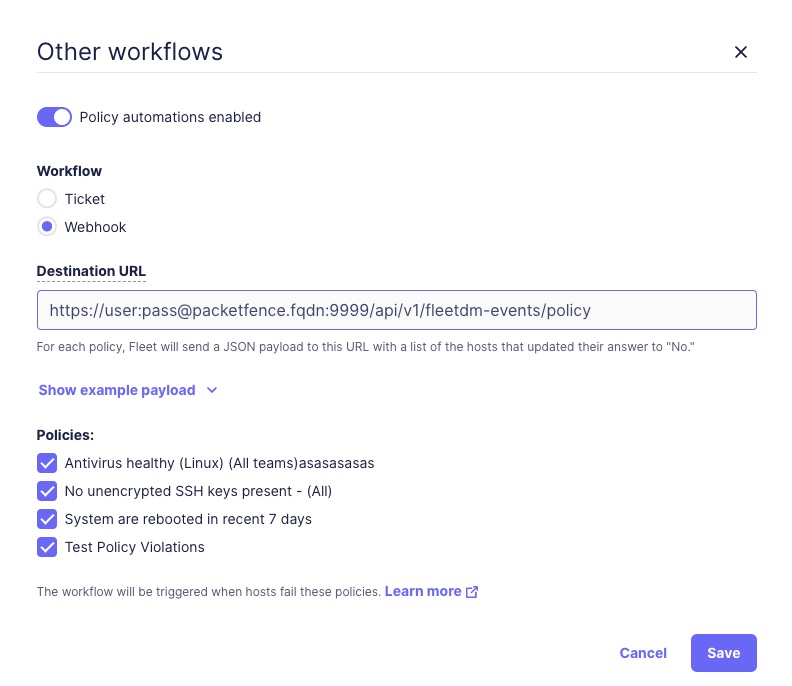 Other workflows
Policy automations enabled
Workflow
Ticket
Webhook
Destination URL
https://user:pass@packetfence.fqdn:9999/api/v1/fleetdm-events/policy
For each policy, Fleet will send a JSON payload to this URL with a list of the hosts that updated their answer to "No."
Show example payload
Policies:
Antivirus healthy (Linux) (All teams)asasasasas
No unencrypted SSH keys present - (All)
System are rebooted in recent 7 days
Test Policy Violations
The workflow will be triggered when hosts fail these policies. Learn more
Cancel Save